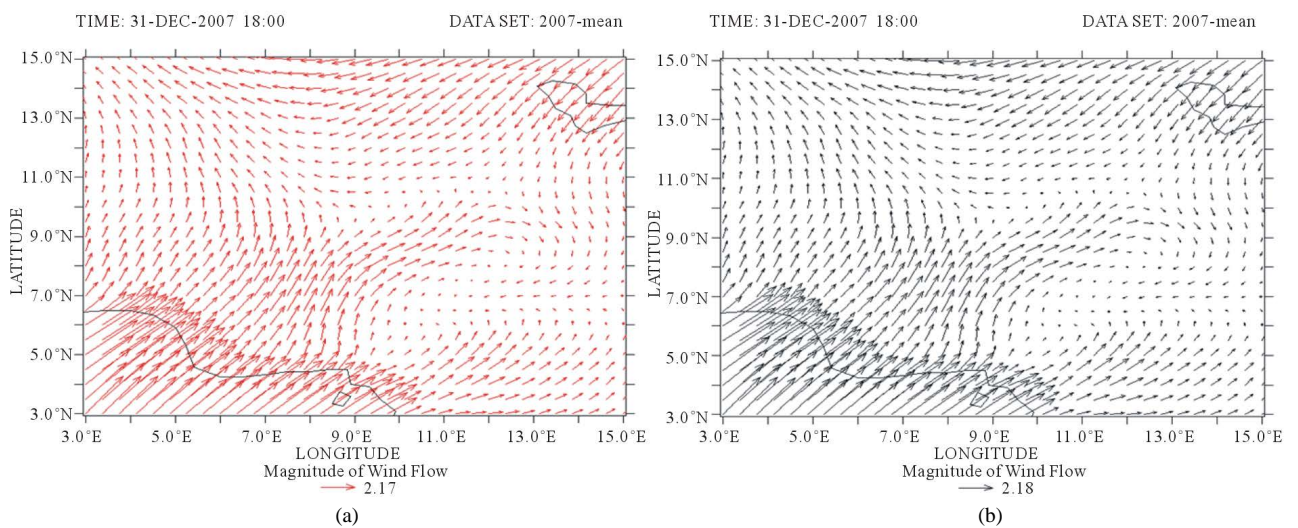 TIME: 31-DEC-2007 18:00 DATA SET: 2007-mean
15.0°N
13.0°N
11.0°N
9.0°N
7.0°N
5.0°N
3.0°N
LATITUDE
3.0°E 5.0°E 7.0°E 9.0°E 11.0°E 13.0°E 15.0°E
LONGITUDE
Magnitude of Wind Flow
2.17
(a)
TIME: 31-DEC-2007 18:00 DATA SET: 2007-mean
15.0°N
13.0°N
11.0°N
9.0°N
7.0°N
5.0°N
3.0°N
LATITUDE
3.0°E 5.0°E 7.0°E 9.0°E 11.0°E 13.0°E 15.0°E
LONGITUDE
Magnitude of Wind Flow
2.18
(b)